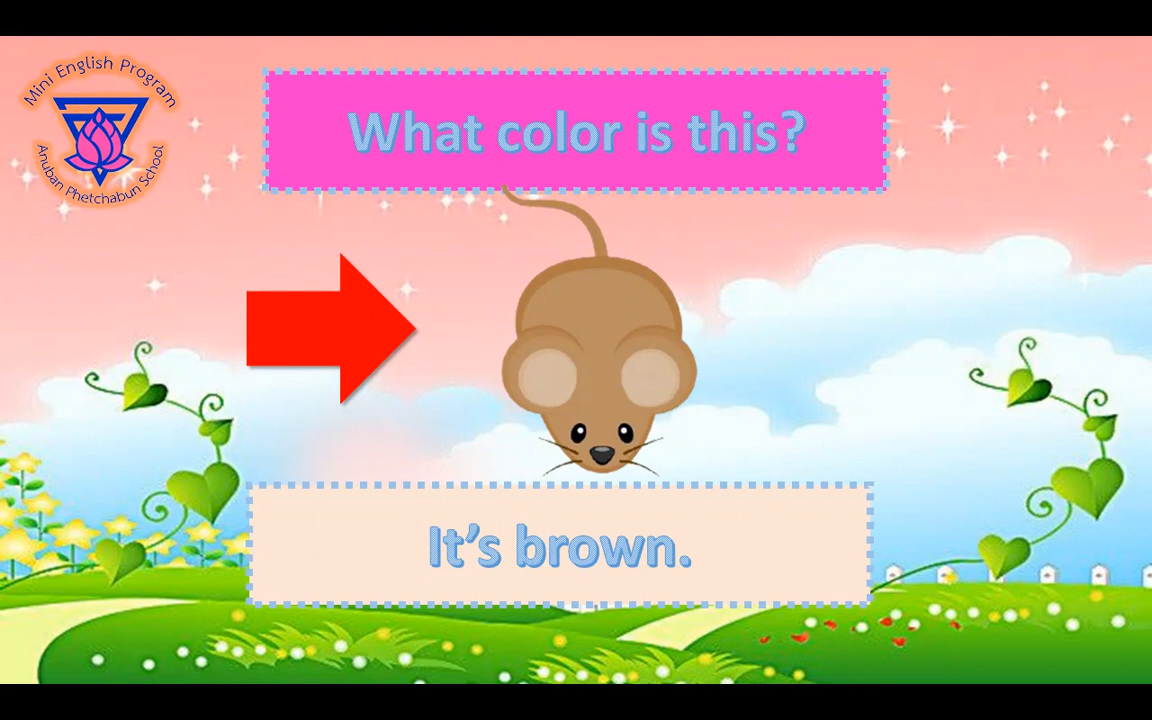 Mini English Program
Anuban Phetchabun School
What color is this?
It's brown.